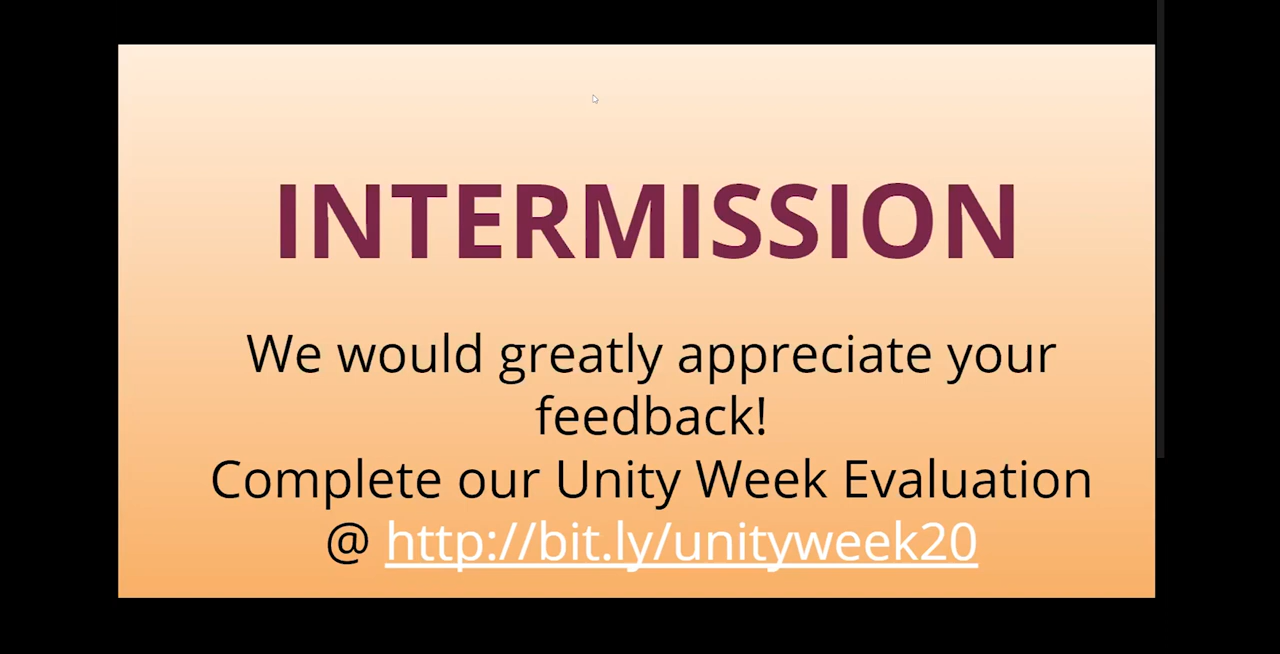 INTERMISSION
We would greatly appreciate your
feedback!
Complete our Unity Week Evaluation
@ http://bit.ly/unityweek20